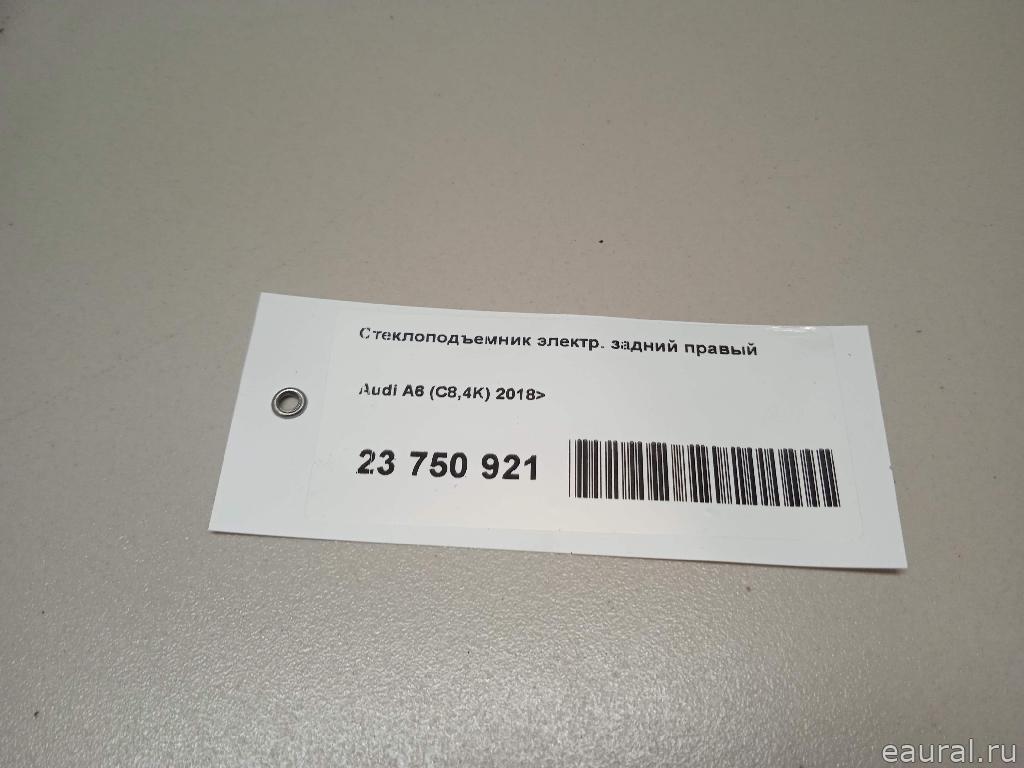 Стеклоподъемник электр. задний правый
Audi A6 (C8,4K) 2018>
23 750 921
eaural.ru